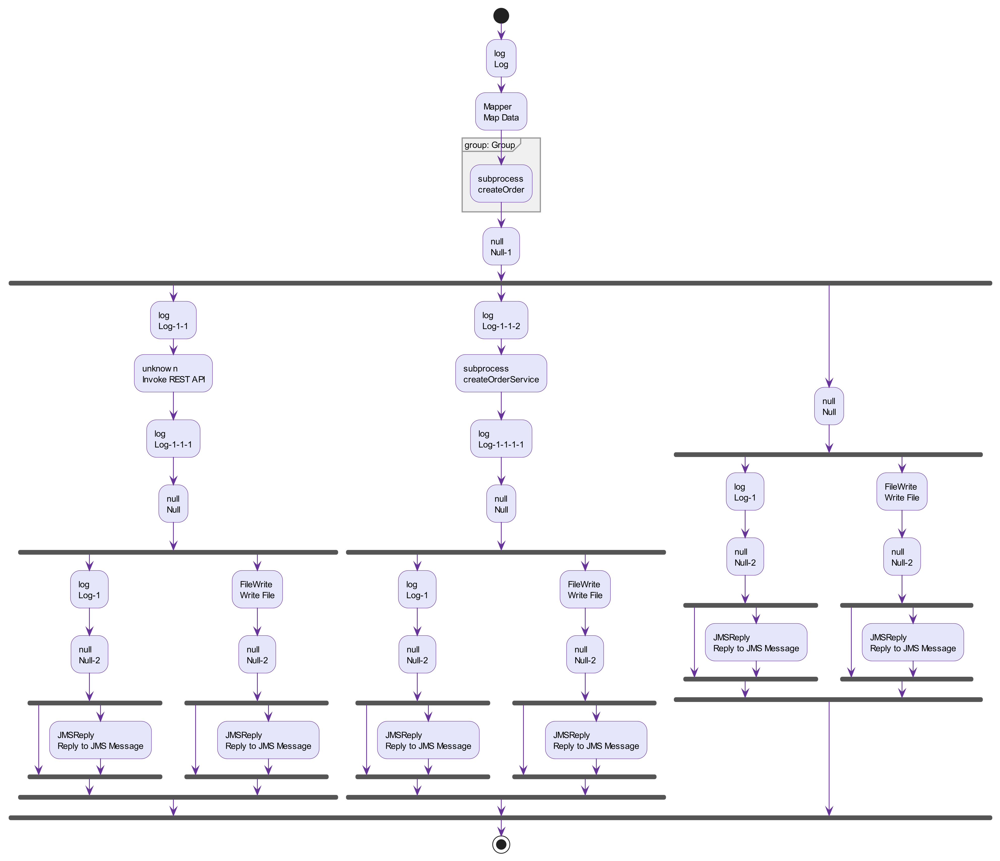 log
Log
Mapper
Map Data
group: Group
subprocess
createOrder
null
Null-1
log
Log-1-1
log
Log-1-1-2
unknown
Invoke REST API
subprocess
createOrderService
null
Null
log
Log-1-1-1
log
Log-1-1-1-1
null
Null
null
Null
log
Log-1
FileWrite
Write File
log
Log-1
FileWrite
Write File
log
Log-1
FileWrite
Write File
null
Null-2
null
Null-2
null
Null-2
null
Null-2
null
Null-2
null
Null-2
JMSReply
Reply to JMS Message
JMSReply
Reply to JMS Message
JMSReply
Reply to JMS Message
JMSReply
Reply to JMS Message
JMSReply
Reply to JMS Message
JMSReply
Reply to JMS Message